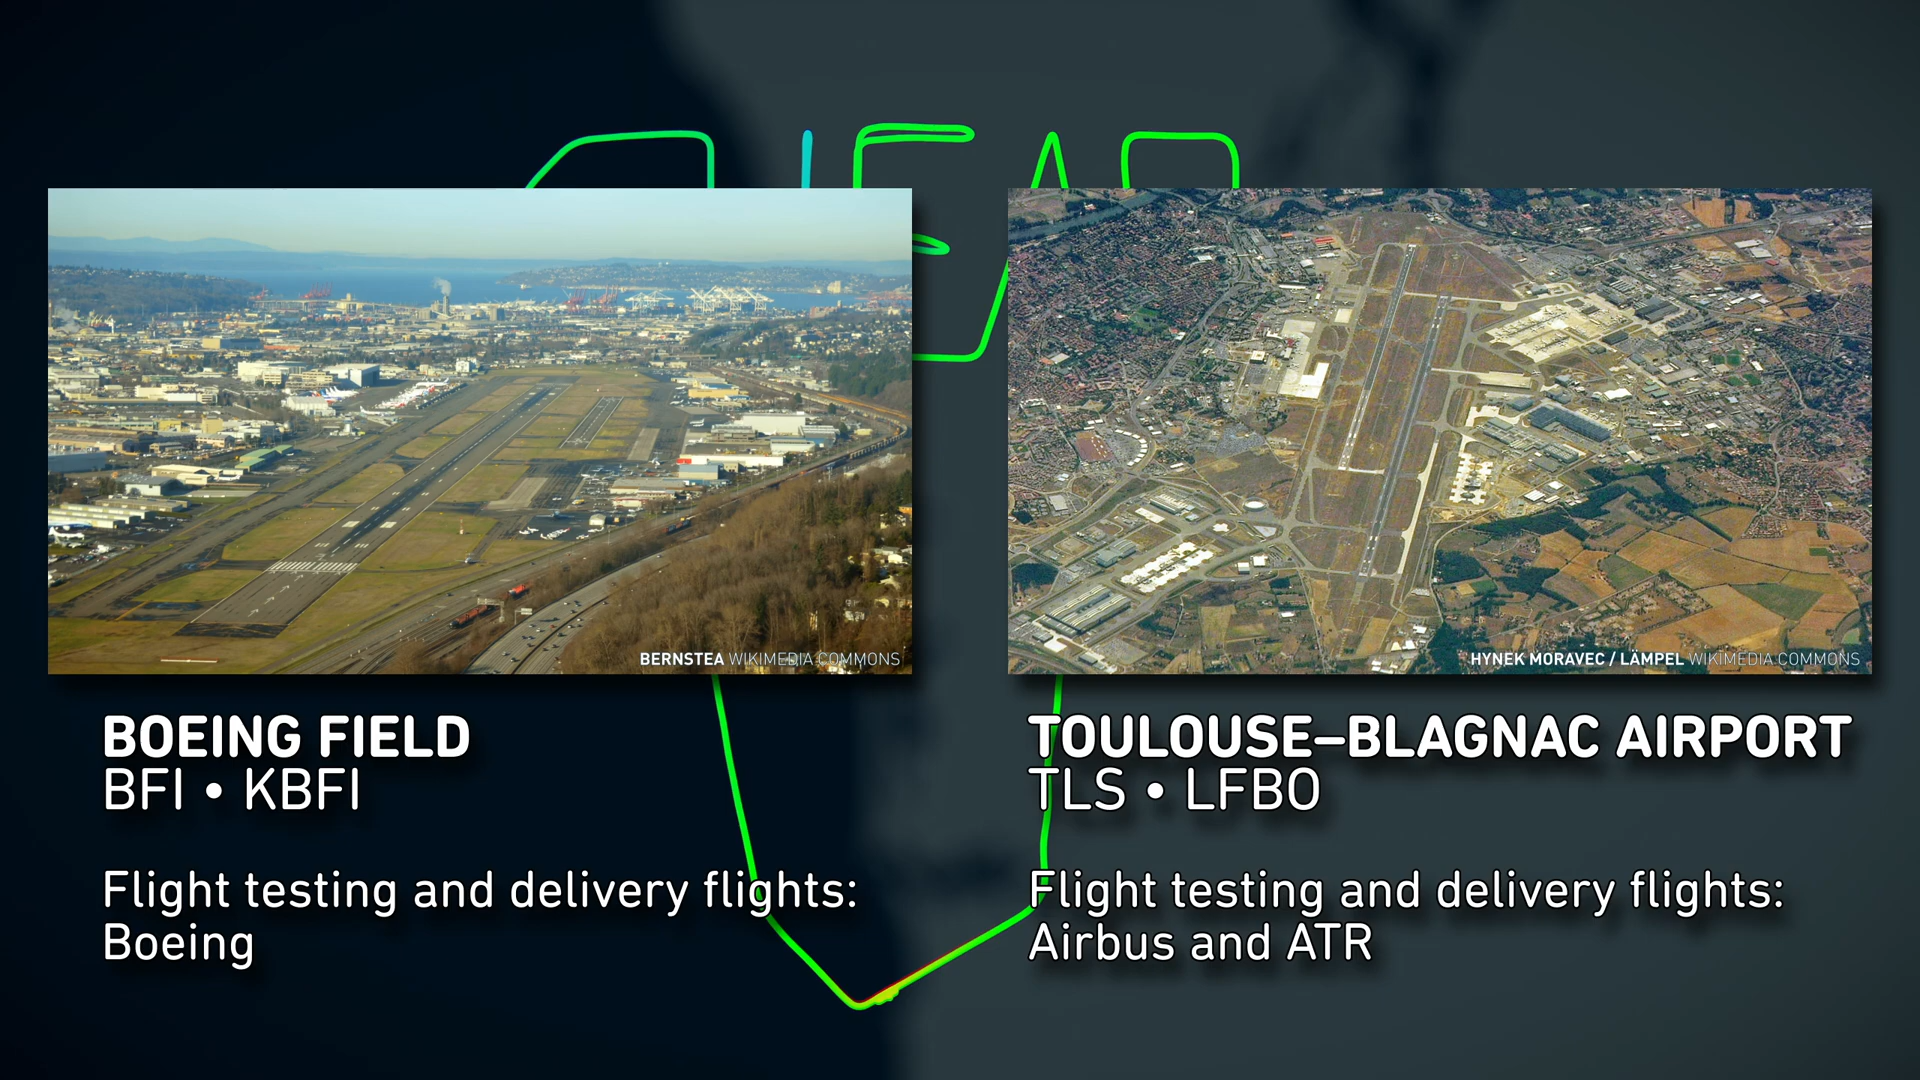 BERNSTEA WIKIMEDIA COMMONS
HYNEK MORAVEC / LÄMPEL WIKIMEDIA COMMONS
BOEING FIELD
BFI • KBFI
Flight testing and delivery flights:
Boeing
TOULOUSE–BLAGNAC AIRPORT
TLS • LFBO
Flight testing and delivery flights:
Airbus and ATR